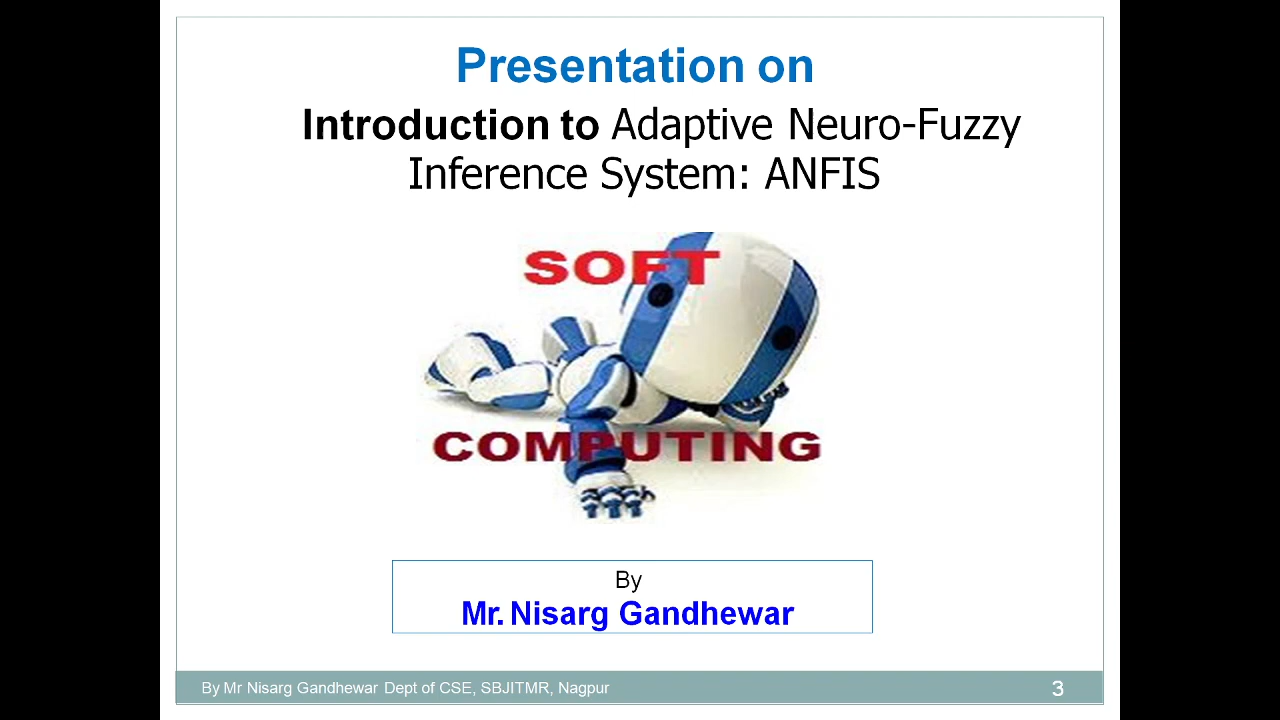 Presentation on
Introduction to Adaptive Neuro-Fuzzy
Inference System: ANFIS
SOFT
COMPUTING
By
Mr. Nisarg Gandhewar
By Mr Nisarg Gandhewar Dept of CSE, SBJITMR, Nagpur
3